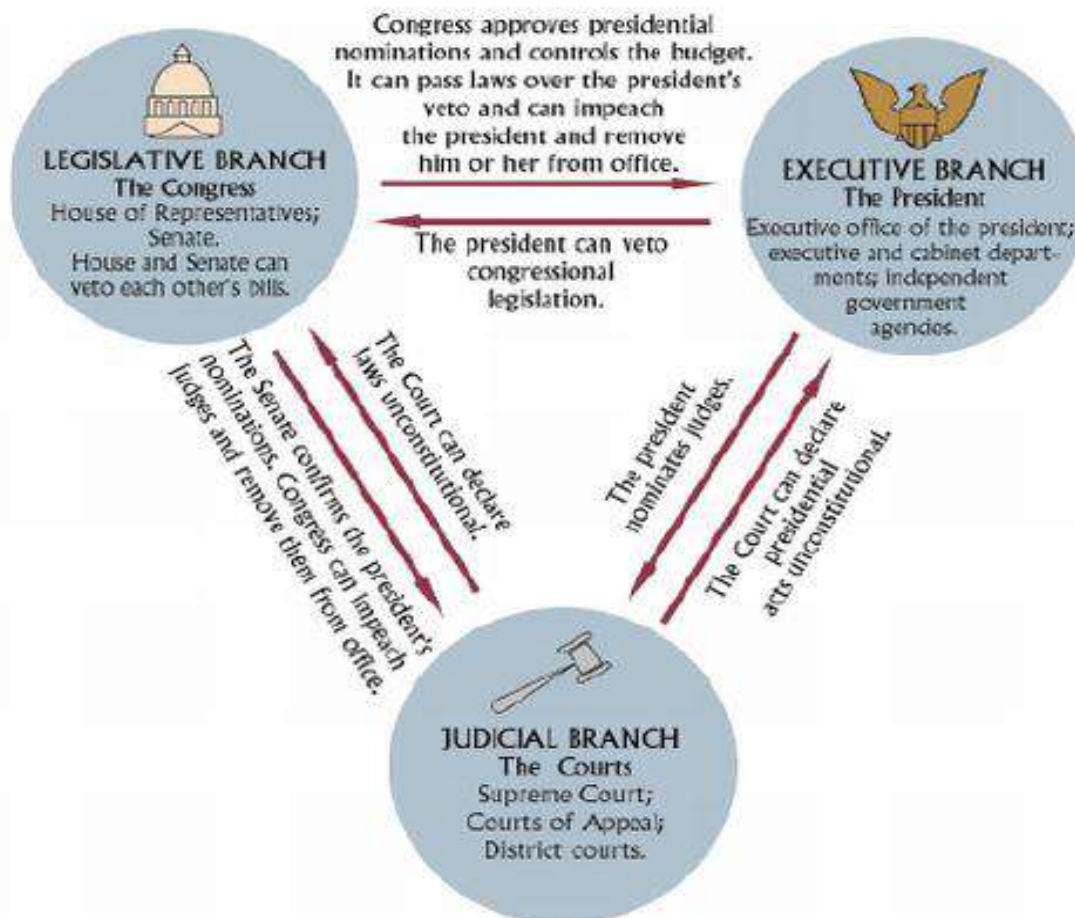 Congress approves presidential
nominations and controls the budget.
It can pass laws over the president's
veto and can impeach
the president and remove
him or her from office.
LEGISLATIVE BRANCH
The Congress
House of Representatives;
Senate.
House and Senate can
veto each other's bills.
EXECUTIVE BRANCH
The President
Executive office of the president;
executive and cabinet depart-
ments; independent
government
agencies.
The president can veto
congressional
legislation.
The Senate confirms the president's
nominations. Congress can impeach
judges and remove them from office.
The Court can declare
laws unconstitutional.
The president
nominates judges.
The Court can declare
presidential
acts unconstitutional.
JUDICIAL BRANCH
The Courts
Supreme Court;
Courts of Appeal;
District courts.